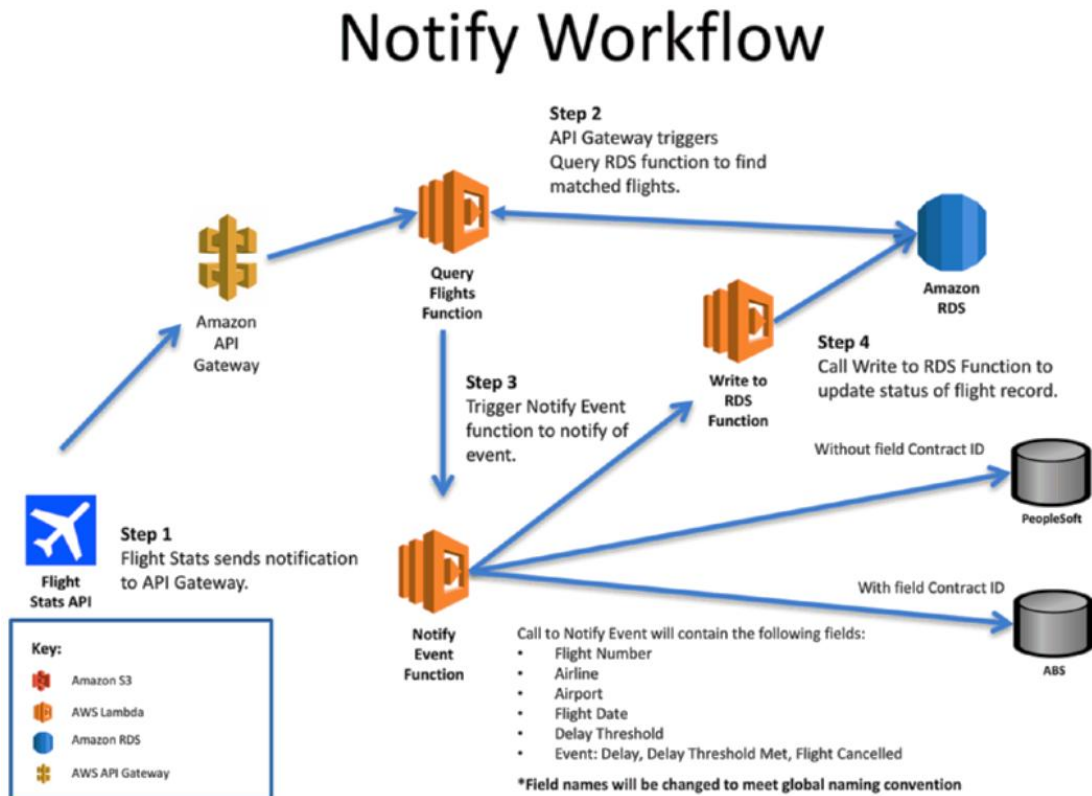 Notify Workflow
Step 2
API Gateway triggers
Query RDS function to find
matched flights.
Query
Flights
Function
Amazon
RDS
Amazon
API
Gateway
Step 3
Trigger Notify Event
function to notify of
event.
Write to
RDS
Function
Step 4
Call Write to RDS Function to
update status of flight record.
Without field Contract ID
PeopleSoft
Step 1
Flight Stats sends notification
to API Gateway.
Flight
Stats API
With field Contract ID
ABS
Notify
Event
Function
Call to Notify Event will contain the following fields:
• Flight Number
• Airline
• Airport
• Flight Date
• Delay Threshold
• Event: Delay, Delay Threshold Met, Flight Cancelled
*Field names will be changed to meet global naming convention
Key:
Amazon S3
AWS Lambda
Amazon RDS
AWS API Gateway